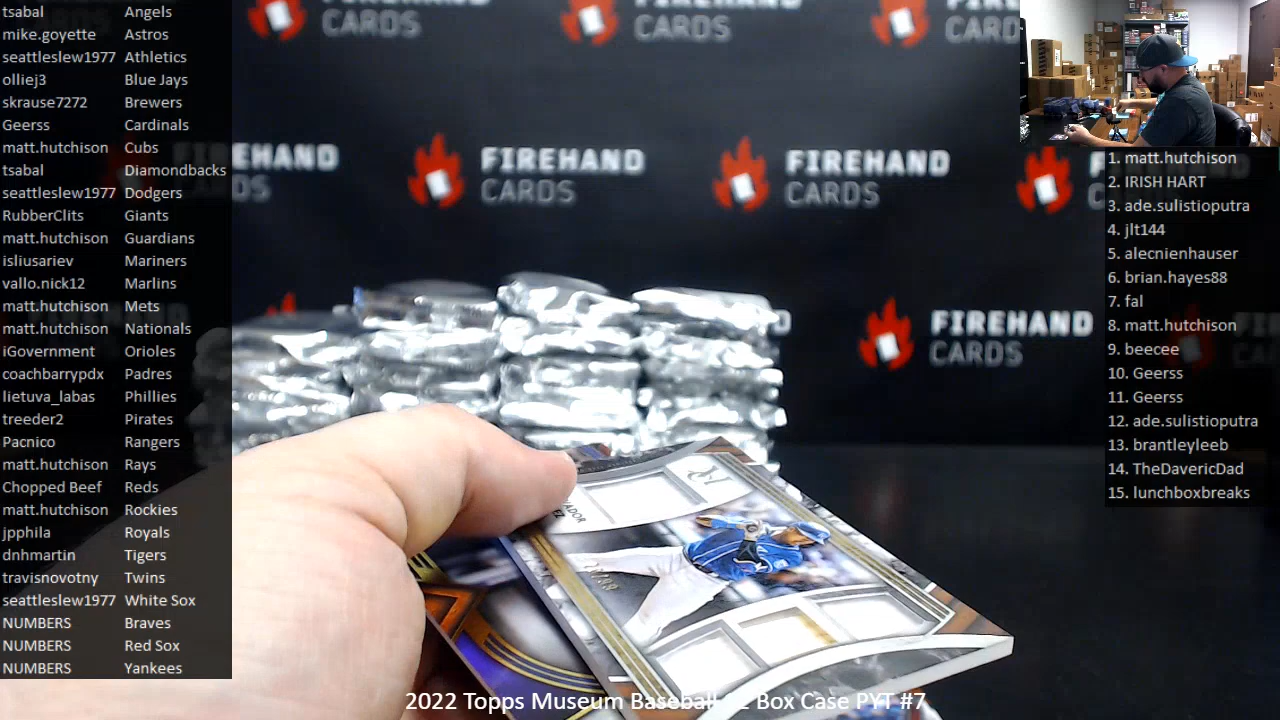 tsabal Angels
mike.goyette Astros
seattleslew1977 Athletics
olliej3 Blue Jays
skrause7272 Brewers
Geerss Cardinals
matt.hutchison Cubs
tsabal Diamondbacks
seattleslew1977 Dodgers
RubberClits Giants
matt.hutchison Guardians
isliusariev Mariners
vallo.nick12 Marlins
matt.hutchison Mets
matt.hutchison Nationals
iGovernment Orioles
coachbarrypdx Padres
lietuva_labas Phillies
treeder2 Pirates
Pacnico Rangers
matt.hutchison Rays
Chopped Beef Reds
matt.hutchison Rockies
jpphila Royals
dnhmartin Tigers
travisnovotny Twins
seattleslew1977 White Sox
NUMBERS Braves
NUMBERS Red Sox
NUMBERS Yankees
FIREHAND
CARDS
FIREHAND
CARDS
FIREHAND
CARDS
CARDS
CARDS
1. matt.hutchison
2. IRISH HART
3. ade.sulistioputra
4. jlt144
5. alecnienhauser
6. brian.hayes88
7. fal
8. matt.hutchison
9. beecee
10. Geerss
11. Geerss
12. ade.sulistioputra
13. brantleyleeb
14. TheDavericDad
15. lunchboxbreaks
2022 Topps Museum Baseball Box Case PYT #7